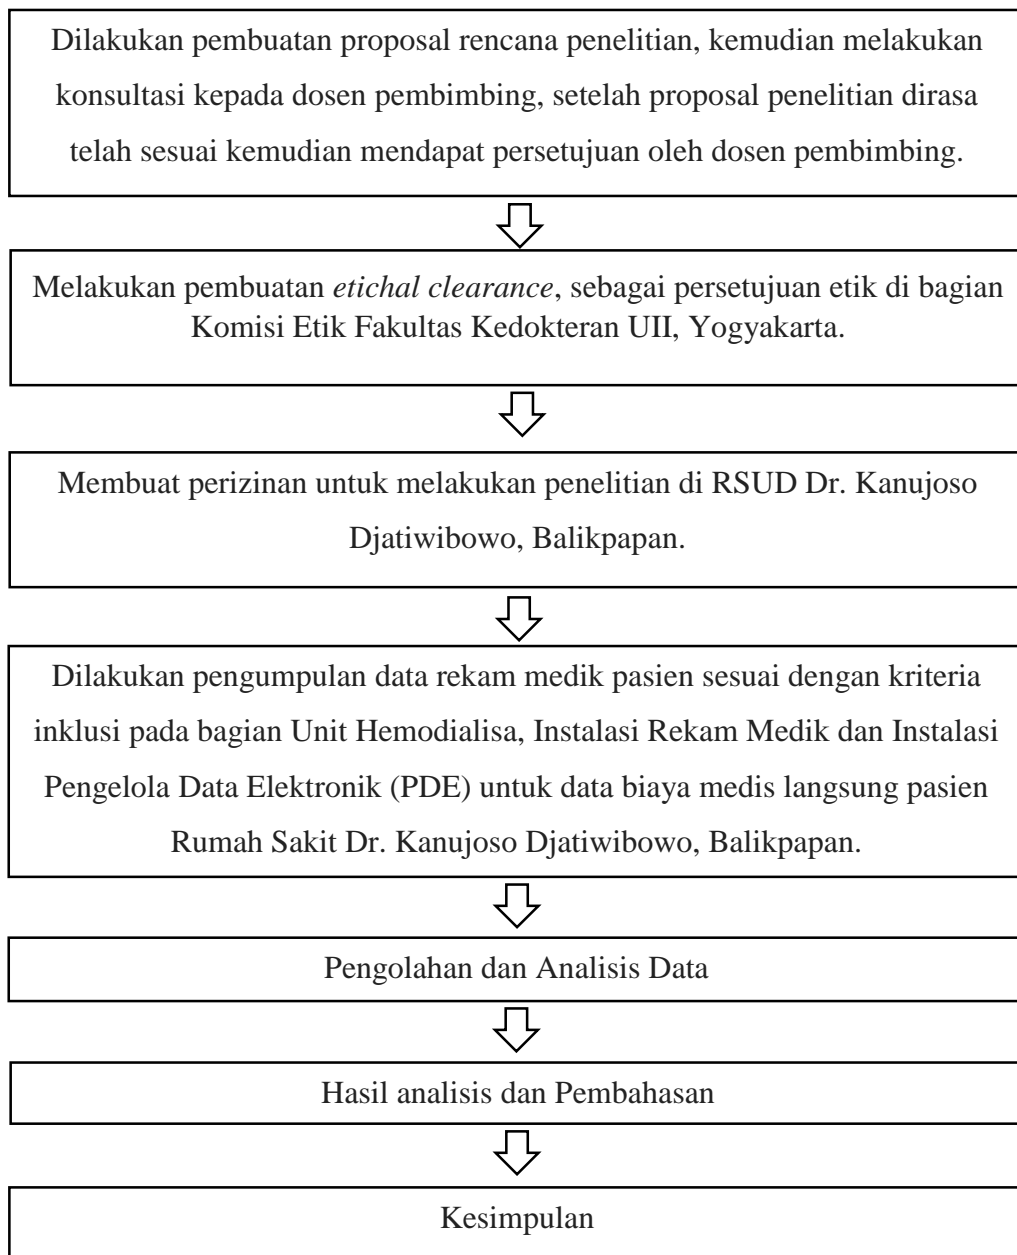 Dilakukan pembuatan proposal rencana penelitian, kemudian melakukan
konsultasi kepada dosen pembimbing, setelah proposal penelitian dirasa
telah sesuai kemudian mendapat persetujuan oleh dosen pembimbing.
Melakukan pembuatan etichal clearance, sebagai persetujuan etik di bagian
Komisi Etik Fakultas Kedokteran UII, Yogyakarta.
Membuat perizinan untuk melakukan penelitian di RSUD Dr. Kanujoso
Djatiwibowo, Balikpapan.
Dilakukan pengumpulan data rekam medik pasien sesuai dengan kriteria
inklusi pada bagian Unit Hemodialisa, Instalasi Rekam Medik dan Instalasi
Pengelola Data Elektronik (PDE) untuk data biaya medis langsung pasien
Rumah Sakit Dr. Kanujoso Djatiwibowo, Balikpapan.
Pengolahan dan Analisis Data
Hasil analisis dan Pembahasan
Kesimpulan